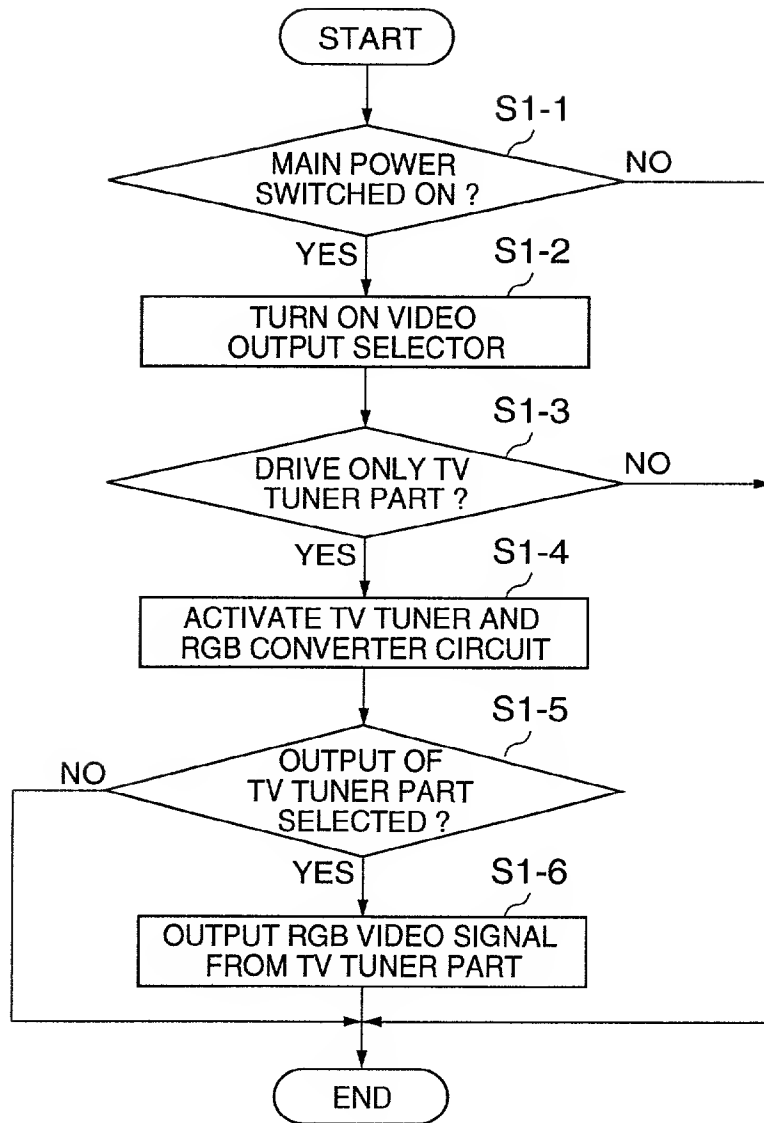 START
S1-1
MAIN POWER
SWITCHED ON ?
NO
YES
S1-2
TURN ON VIDEO
OUTPUT SELECTOR
S1-3
DRIVE ONLY TV
TUNER PART ?
NO
YES
S1-4
ACTIVATE TV TUNER AND
RGB CONVERTER CIRCUIT
S1-5
NO
OUTPUT OF
TV TUNER PART
SELECTED ?
YES
S1-6
OUTPUT RGB VIDEO SIGNAL
FROM TV TUNER PART
END